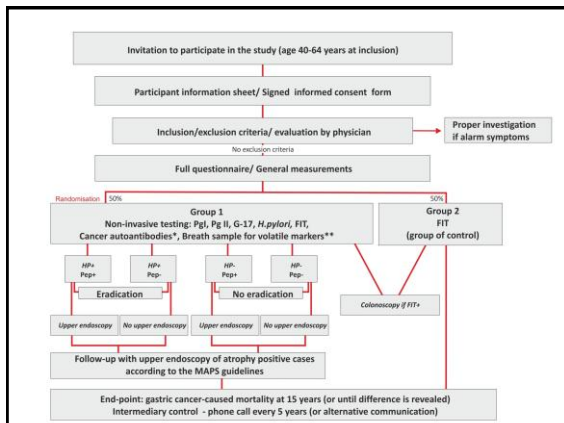 Invitation to participate in the study (age 40-64 years at inclusion)
Participant information sheet/ Signed informed consent form
Inclusion/exclusion criteria/ evaluation by physician
Proper investigation
if alarm symptoms
No exclusion criteria
Full questionnaire/ General measurements
Randomisation
50%
50%
Group 1
Non-invasive testing: PgI, Pg II, G-17, H.pylori, FIT,
Cancer autoantibodies*, Breath sample for volatile markers**
Group 2
FIT
(group of control)
HP+
Pep+
HP+
Pep-
HP-
Pep+
HP-
Pep-
Eradication
No eradication
Colonoscopy if FIT+
Upper endoscopy
No upper endoscopy
Upper endoscopy
No upper endoscopy
Follow-up with upper endoscopy of atrophy positive cases
according to the MAPS guidelines
End-point: gastric cancer-caused mortality at 15 years (or until difference is revealed)
Intermediary control - phone call every 5 years (or alternative communication)